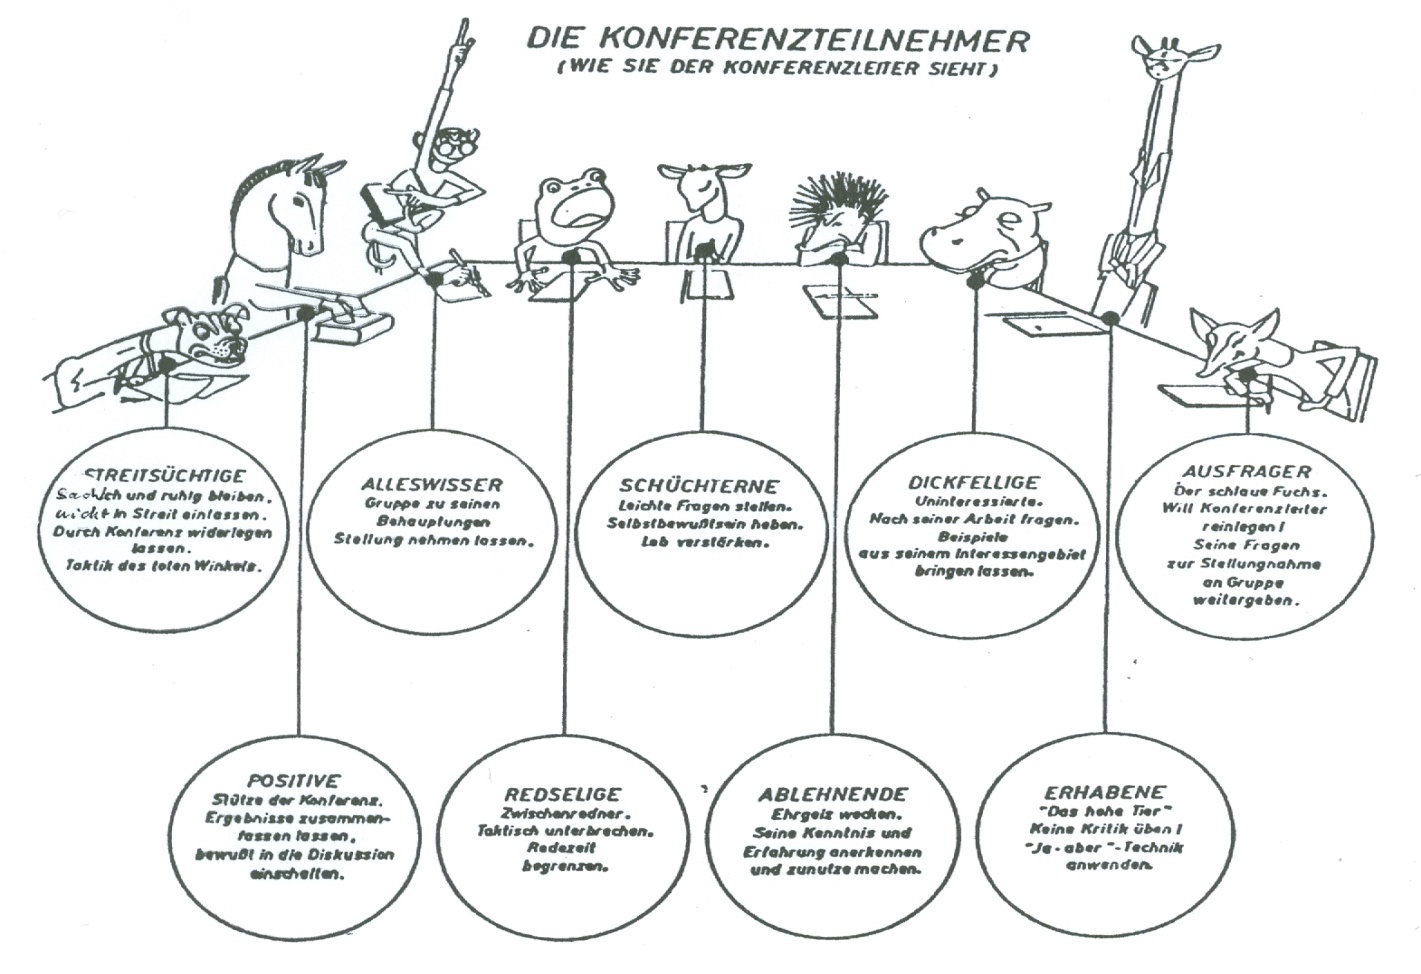 DIE KONFERENZTEILNEHMER
(WIE SIE DER KONFERENZLEITER SIEHT)
STREITSÜCHTIGE
Sachlich und ruhig bleiben.
nicht in Streit einlassen.
Durch Konferenz widerlegen
lassen.
Taktik des toten Winkels.
ALLESWISSER
Gruppe zu seinen
Behauptungen
Stellung nehmen lassen.
SCHÜCHTERNE
Leichte Fragen stellen.
Selbstbewußtsein heben.
Lob verstärken.
DICKFELLIGE
Uninteressierte.
Nach seiner Arbeit fragen.
Beispiele
aus seinem Interessengebiet
bringen lassen.
AUSFRAGER
Der schlaue Fuchs.
Will Konferenzleiter
reinlegen!
Seine Fragen
zur Stellungnahme
an Gruppe
weitergeben.
POSITIVE
Stütze der Konferenz.
Ergebnisse zusammen-
fassen lassen,
bewußt in die Diskussion
einschalten.
REDSELIGE
Zwischenredner.
Taktisch unterbrechen.
Redezeit
begrenzen.
ABLEHNENDE
Ehrgeiz wecken.
Seine Kenntnis und
Erfahrung anerkennen
und zunutze machen.
ERHABENE
"Das hohe Tier"
Keine Kritik üben!
"Ja-aber"-Technik
anwenden.